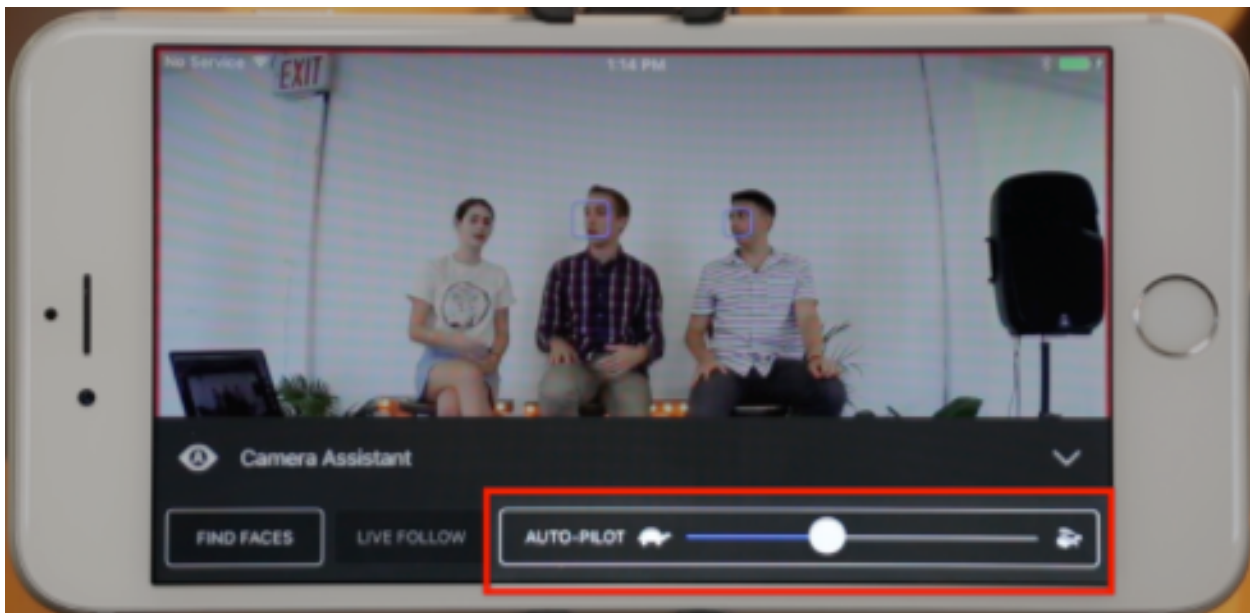 No Service
1:14 PM
EXIT
Camera Assistant
FIND FACES
LIVE FOLLOW
AUTO-PILOT